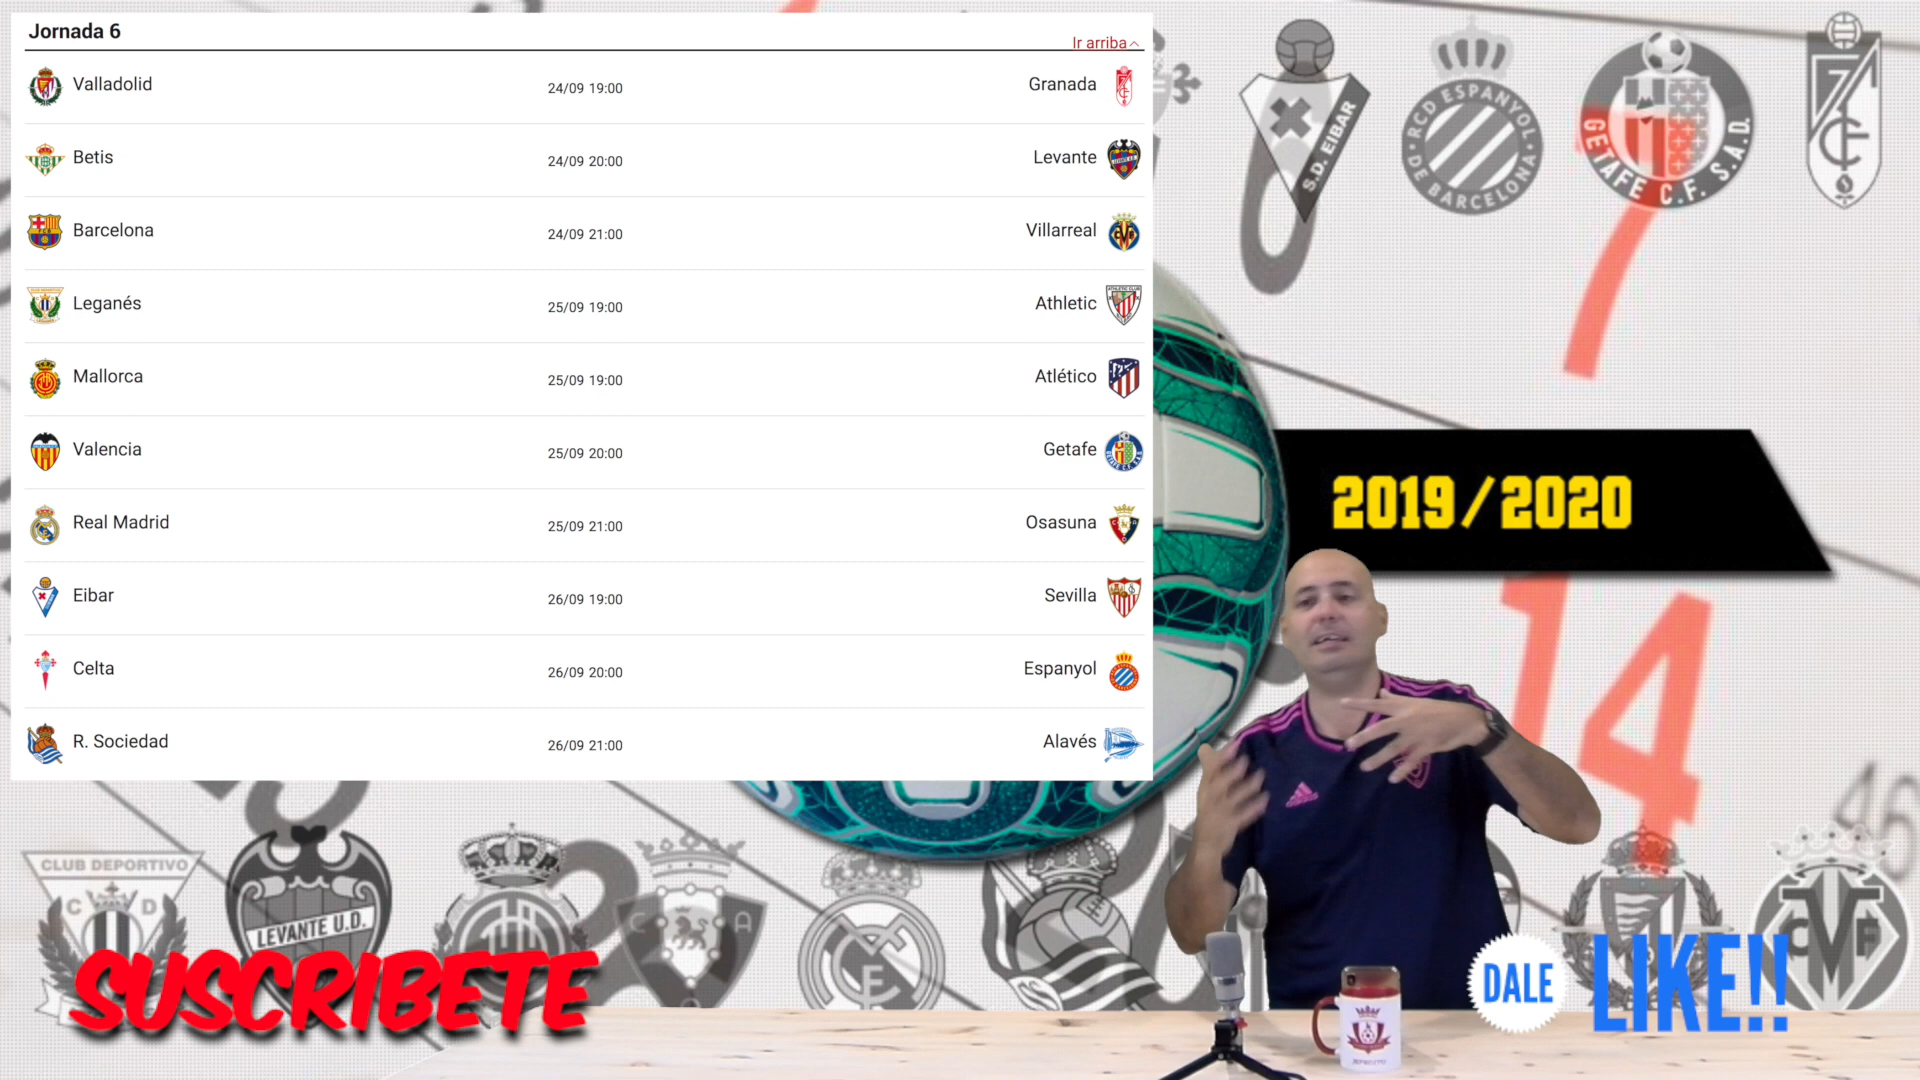 Jornada 6
Ir arriba
Valladolid 24/09 19:00 Granada
Betis 24/09 20:00 Levante
Barcelona 24/09 21:00 Villarreal
Leganés 25/09 19:00 Athletic
Mallorca 25/09 19:00 Atlético
Valencia 25/09 20:00 Getafe
Real Madrid 25/09 21:00 Osasuna
Eibar 26/09 19:00 Sevilla
Celta 26/09 20:00 Espanyol
R. Sociedad 26/09 21:00 Alavés
S.D. EIBAR
RCD ESPANYOL
DE BARCELONA
GETAFE C.F. S.A.D.
7
2019/2020
14
46
CLUB DEPORTIVO
C D
LEVANTE U.D.
C A
CVF
SUSCRIBETE
DALE
LIKE!!